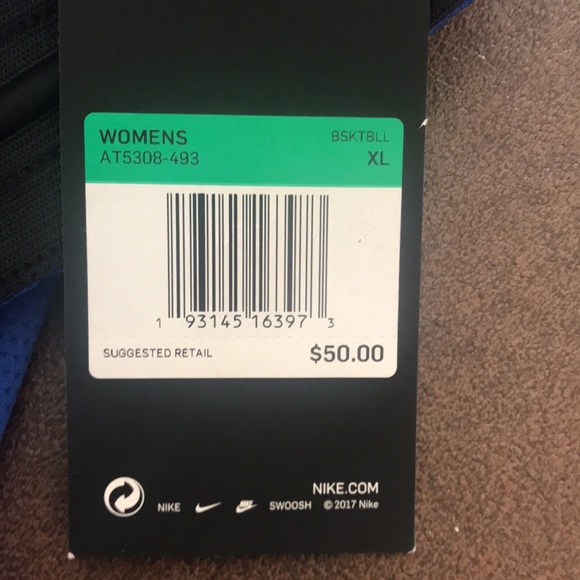 WOMENS BSKTBLL
AT5308-493 XL
1 93145 16397 3
SUGGESTED RETAIL $50.00
NIKE.COM
NIKE SWOOSH © 2017 Nike